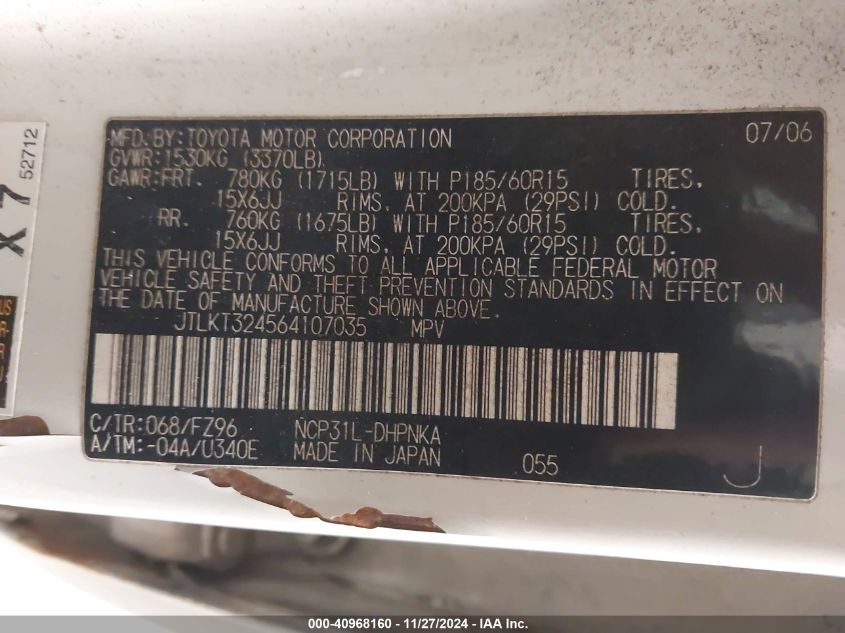 MFD. BY: TOYOTA MOTOR CORPORATION 07/06
GVWR: 1530KG (3370LB)
GAWR: FRT. 780KG (1715LB) WITH P185/60R15 TIRES,
15X6JJ RIMS, AT 200KPA (29PSI) COLD.
RR. 760KG (1675LB) WITH P185/60R15 TIRES,
15X6JJ RIMS, AT 200KPA (29PSI) COLD.
THIS VEHICLE CONFORMS TO ALL APPLICABLE FEDERAL MOTOR
VEHICLE SAFETY AND THEFT PREVENTION STANDARDS IN EFFECT ON
THE DATE OF MANUFACTURE SHOWN ABOVE.
JTLKT324564107035 MPV
C/TR: 068/FZ96 NCP31L-DHPNKA
A/TM: -04A/U340E MADE IN JAPAN 055 J
X 7
52712
000-40968160 - 11/27/2024 - IAA Inc.